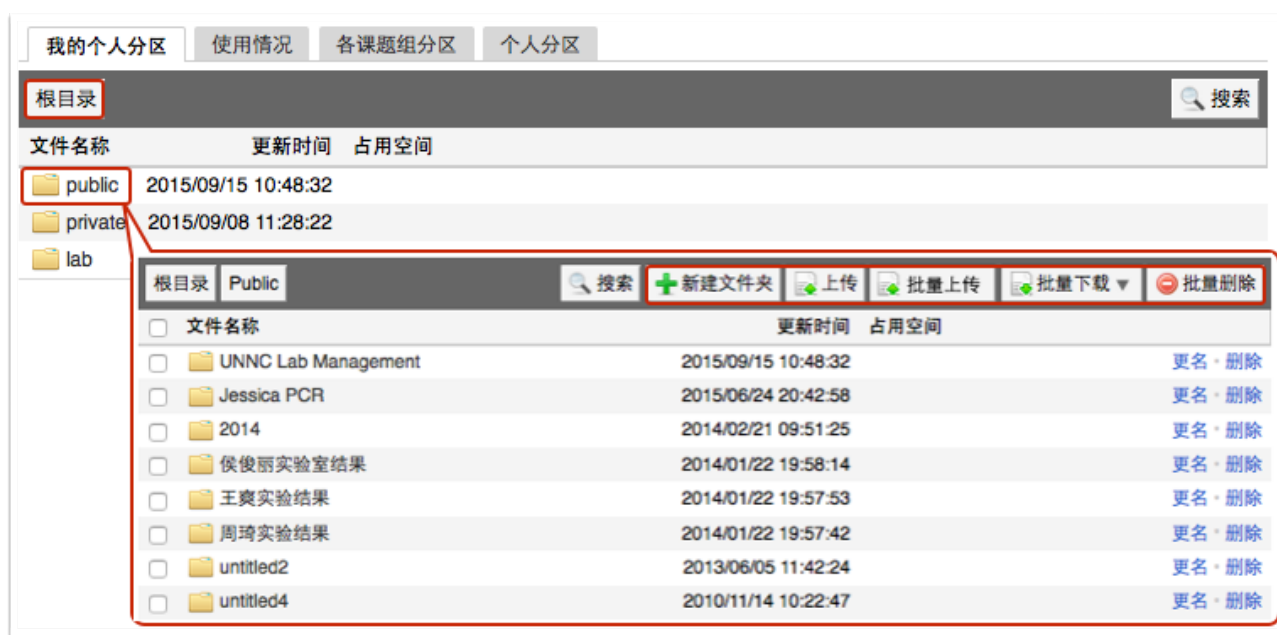 我的个人分区 使用情况 各课题组分区 个人分区
根目录 搜索
文件名称 更新时间 占用空间
public 2015/09/15 10:48:32
private 2015/09/08 11:28:22
lab
根目录 Public 搜索 新建文件夹 上传 批量上传 批量下载 ▼ 批量删除
文件名称 更新时间 占用空间
UNNC Lab Management 2015/09/15 10:48:32 更名 · 删除
Jessica PCR 2015/06/24 20:42:58 更名 · 删除
2014 2014/02/21 09:51:25 更名 · 删除
侯俊丽实验室结果 2014/01/22 19:58:14 更名 · 删除
王爽实验结果 2014/01/22 19:57:53 更名 · 删除
周琦实验结果 2014/01/22 19:57:42 更名 · 删除
untitled2 2013/06/05 11:42:24 更名 · 删除
untitled4 2010/11/14 10:22:47 更名 · 删除